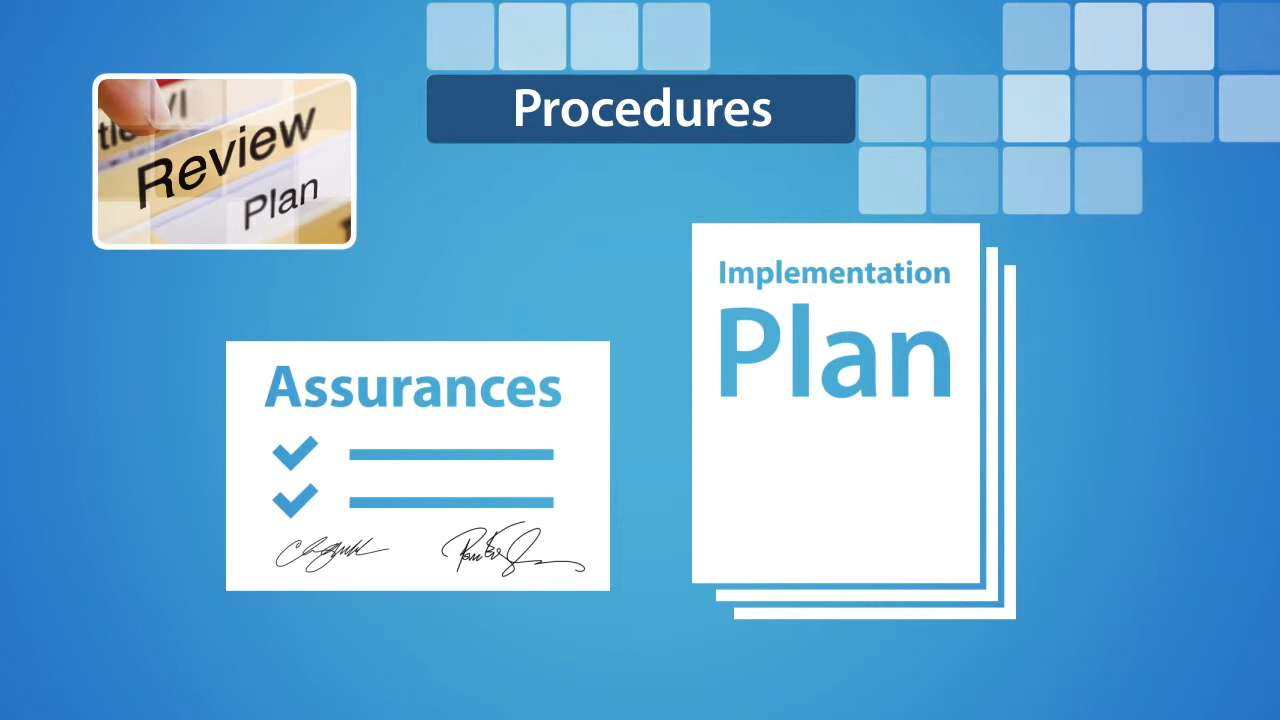 Procedures
Review
Plan
Implementation
Plan
Assurances